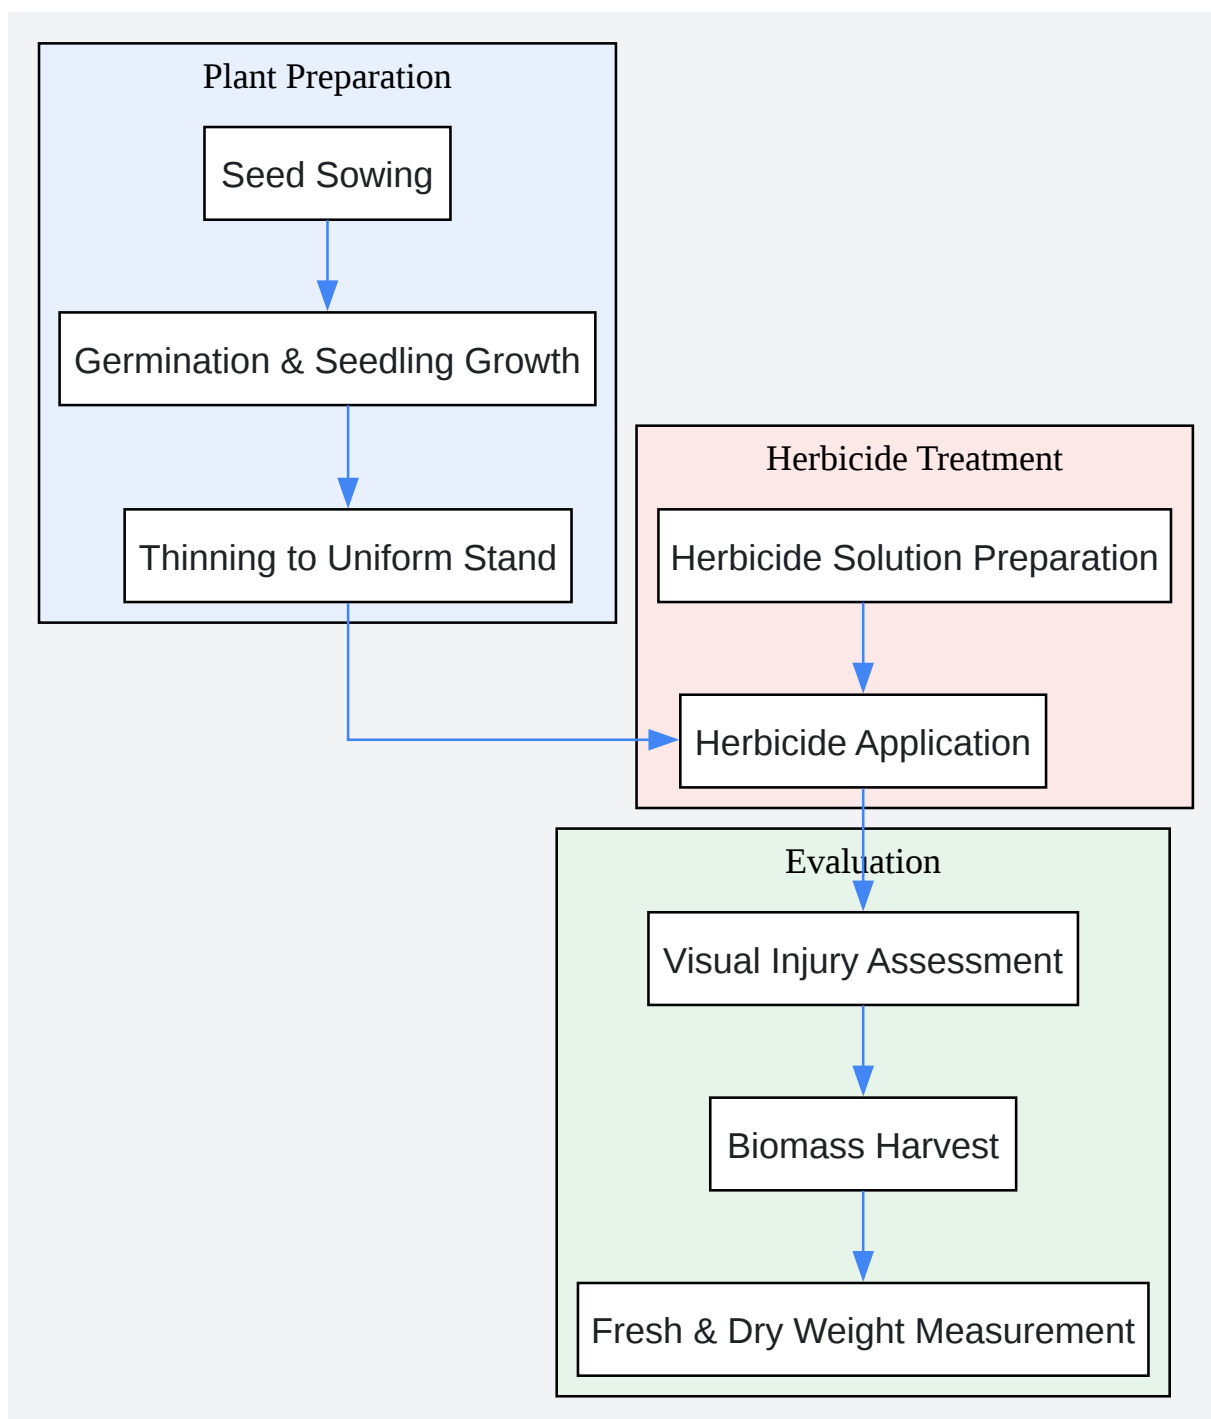 Plant Preparation
Seed Sowing
Germination & Seedling Growth
Thinning to Uniform Stand
Herbicide Treatment
Herbicide Solution Preparation
Herbicide Application
Evaluation
Visual Injury Assessment
Biomass Harvest
Fresh & Dry Weight Measurement